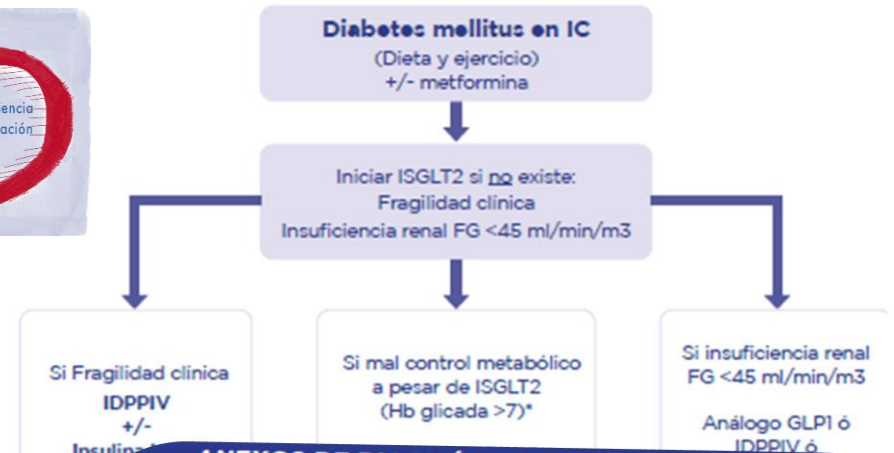 Diabetes mellitus en IC
(Dieta y ejercicio)
+/- metformina
Iniciar ISGLT2 si no existe:
Fragilidad clínica
Insuficiencia renal FG <45 ml/min/m3
Si Fragilidad clínica
IDPPIV
+/-
Si mal control metabólico
a pesar de ISGLT2
(Hb glicada >7)*
Si insuficiencia renal
FG <45 ml/min/m3
Análogo GLP1 ó
IDPPIV ó